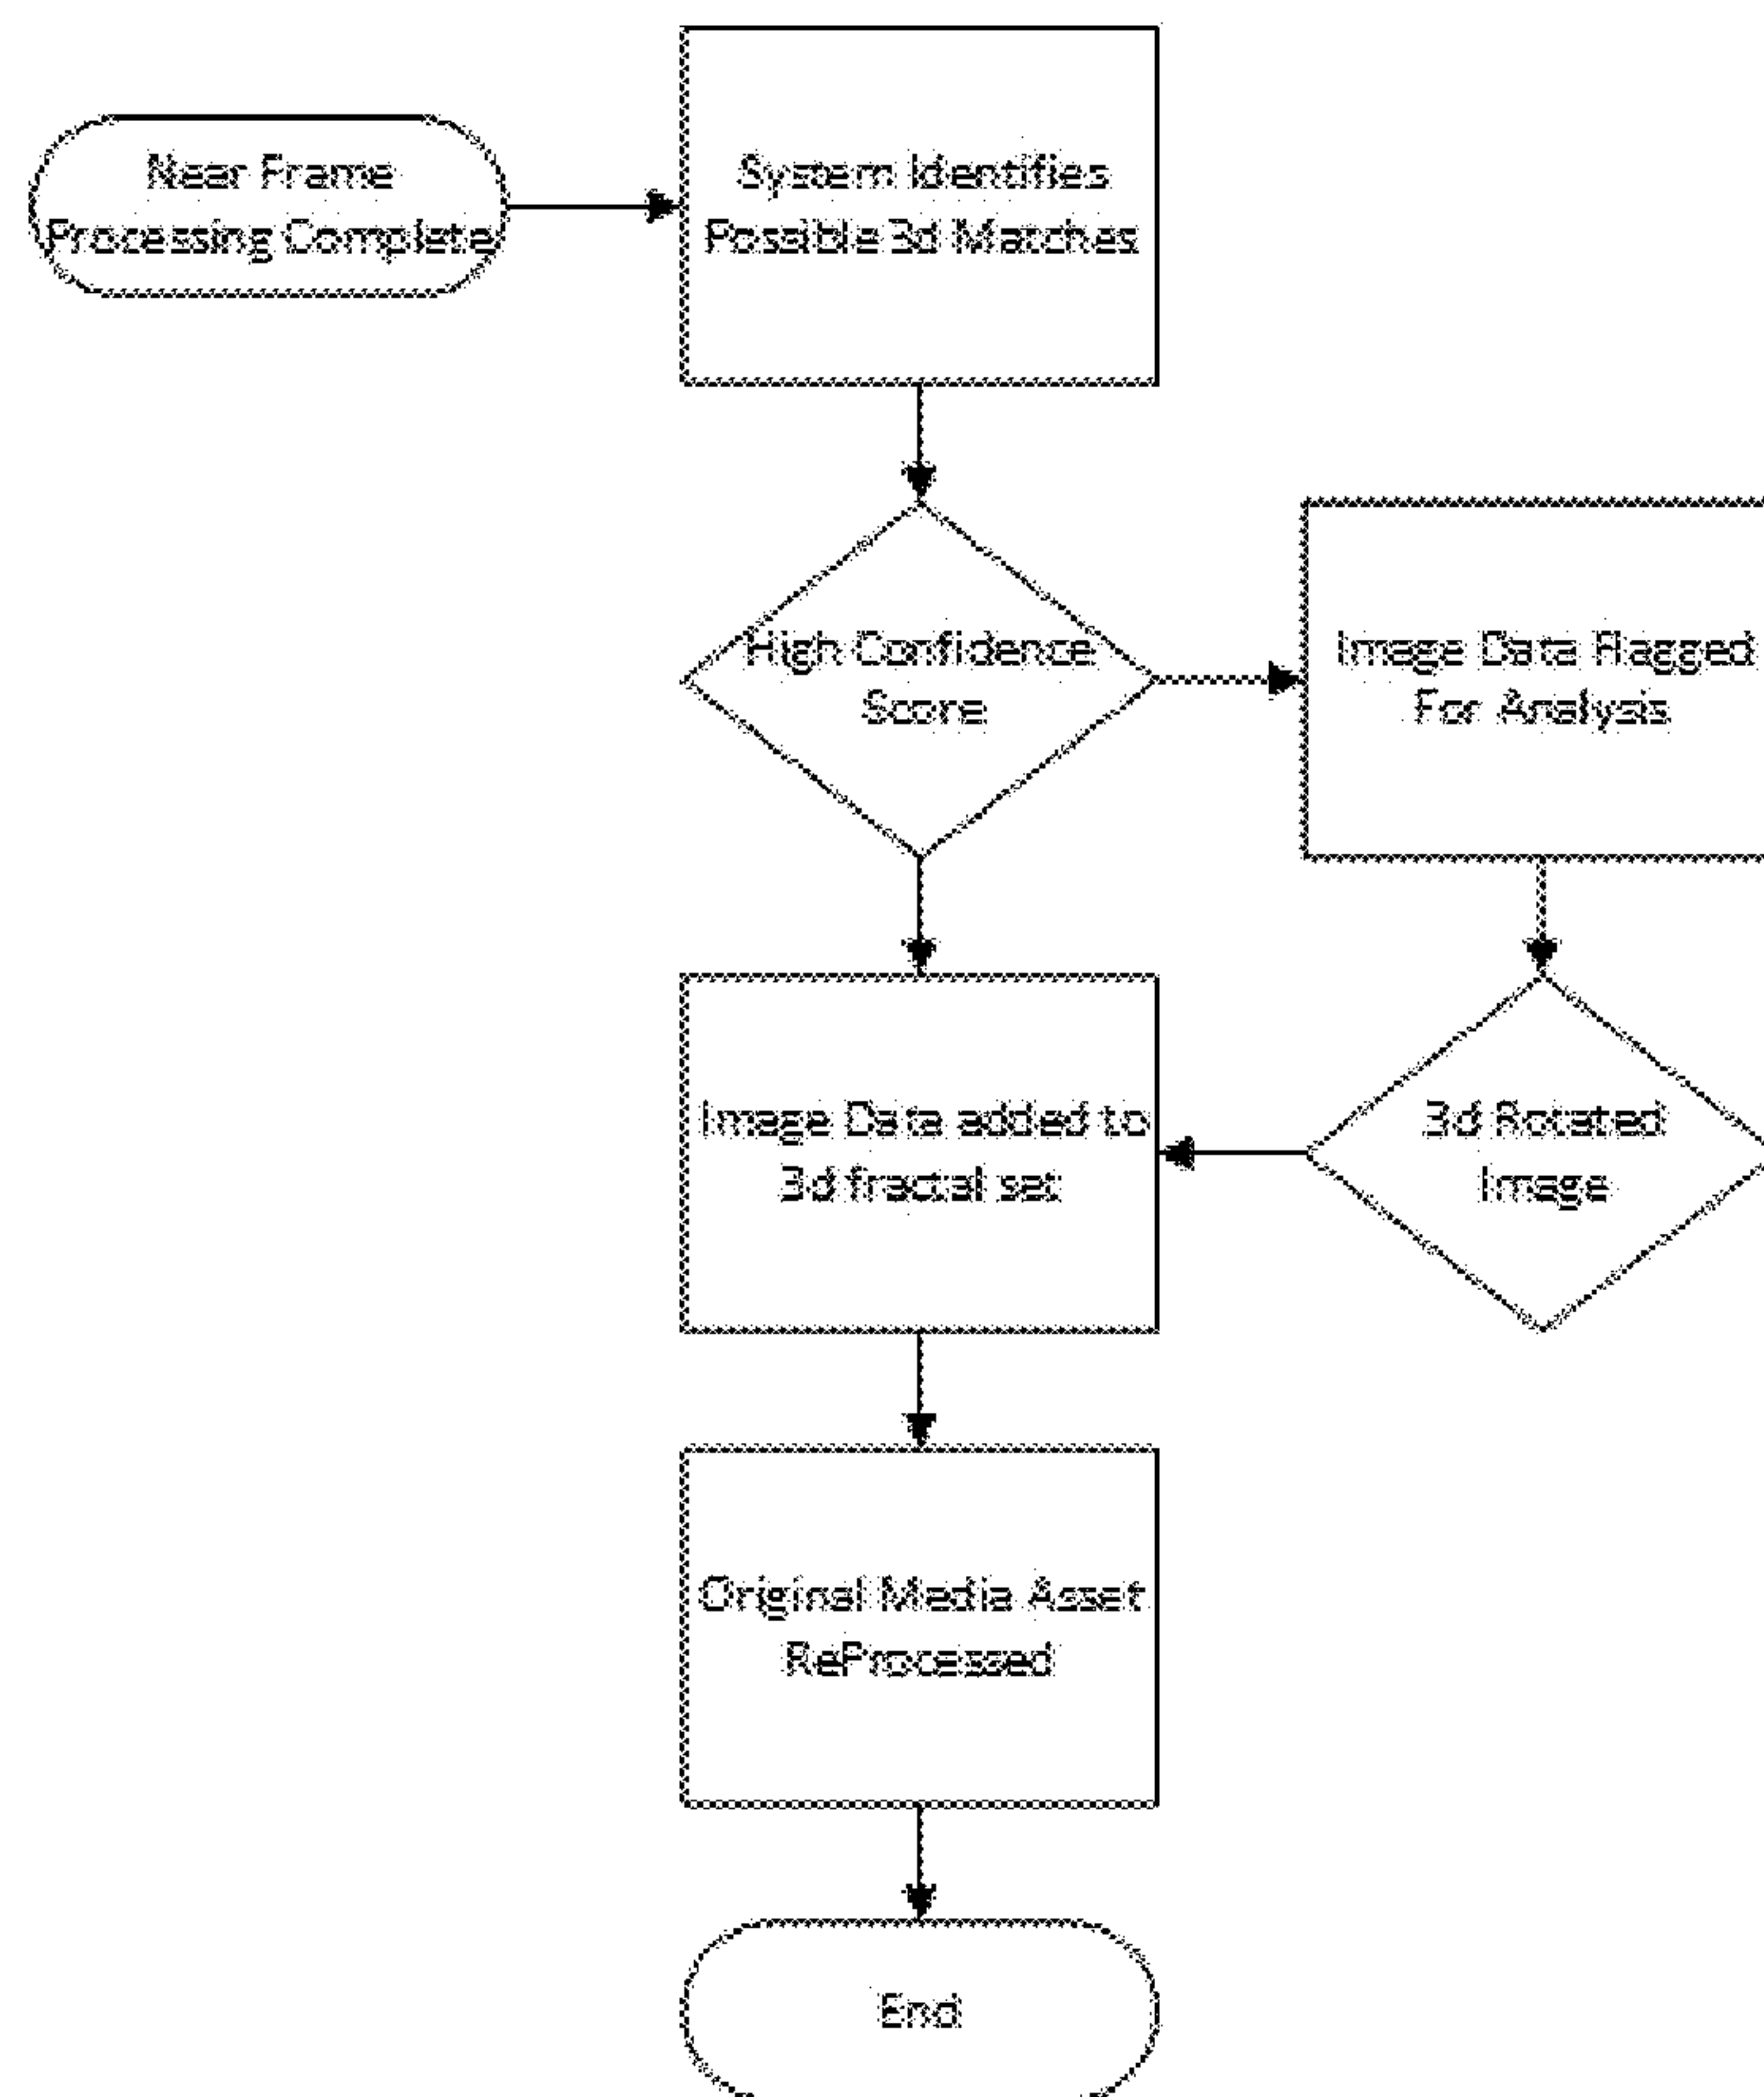 Near Frame
Processing Complete
System Identifies
Possible 3d Matches
High Confidence
Score
Image Data Flagged
For Analysis
Image Data added to
3d fractal set
3d Rotated
Image
Original Media Asset
ReProcessed
End